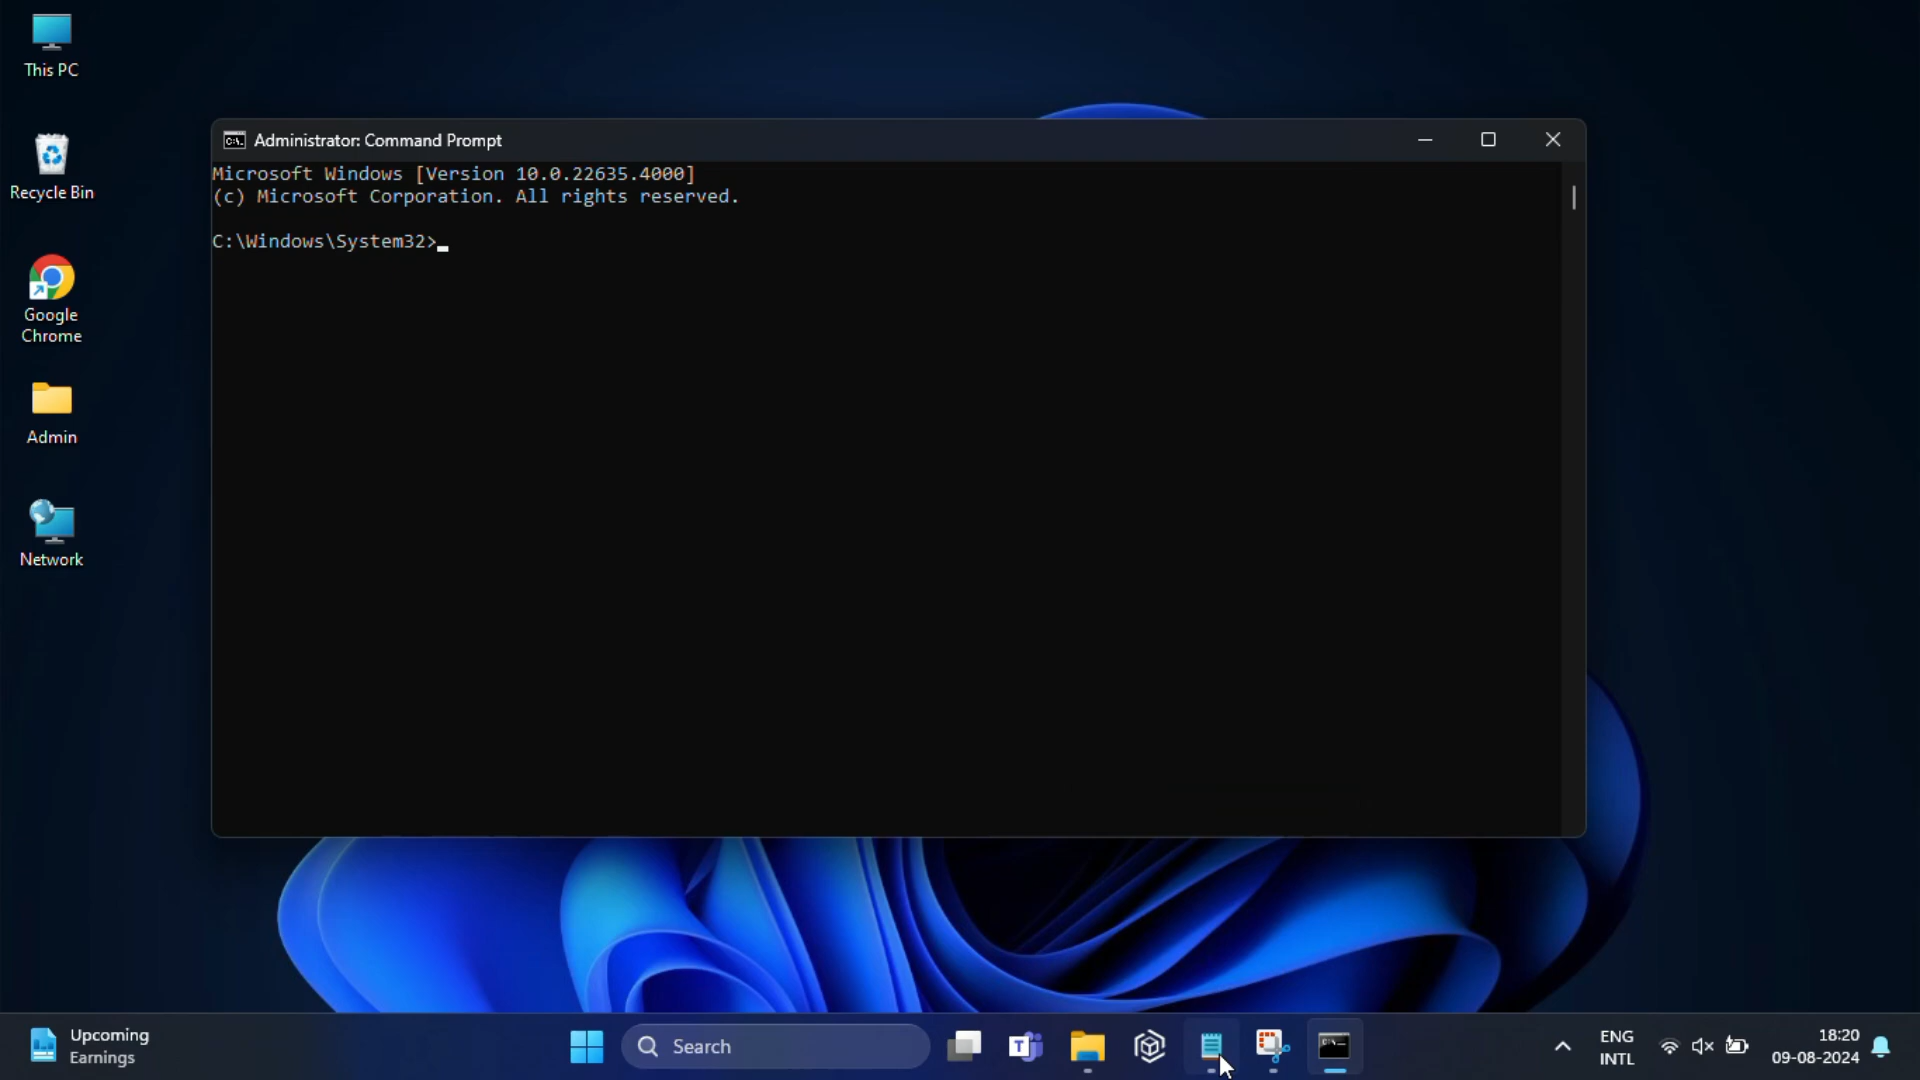 This PC
Recycle Bin
Google
Chrome
Admin
Network
Administrator: Command Prompt
Microsoft Windows [Version 10.0.22635.4000]
(c) Microsoft Corporation. All rights reserved.
C:\Windows\System32>
Upcoming
Earnings
Search
ENG
INTL
18:20
09-08-2024